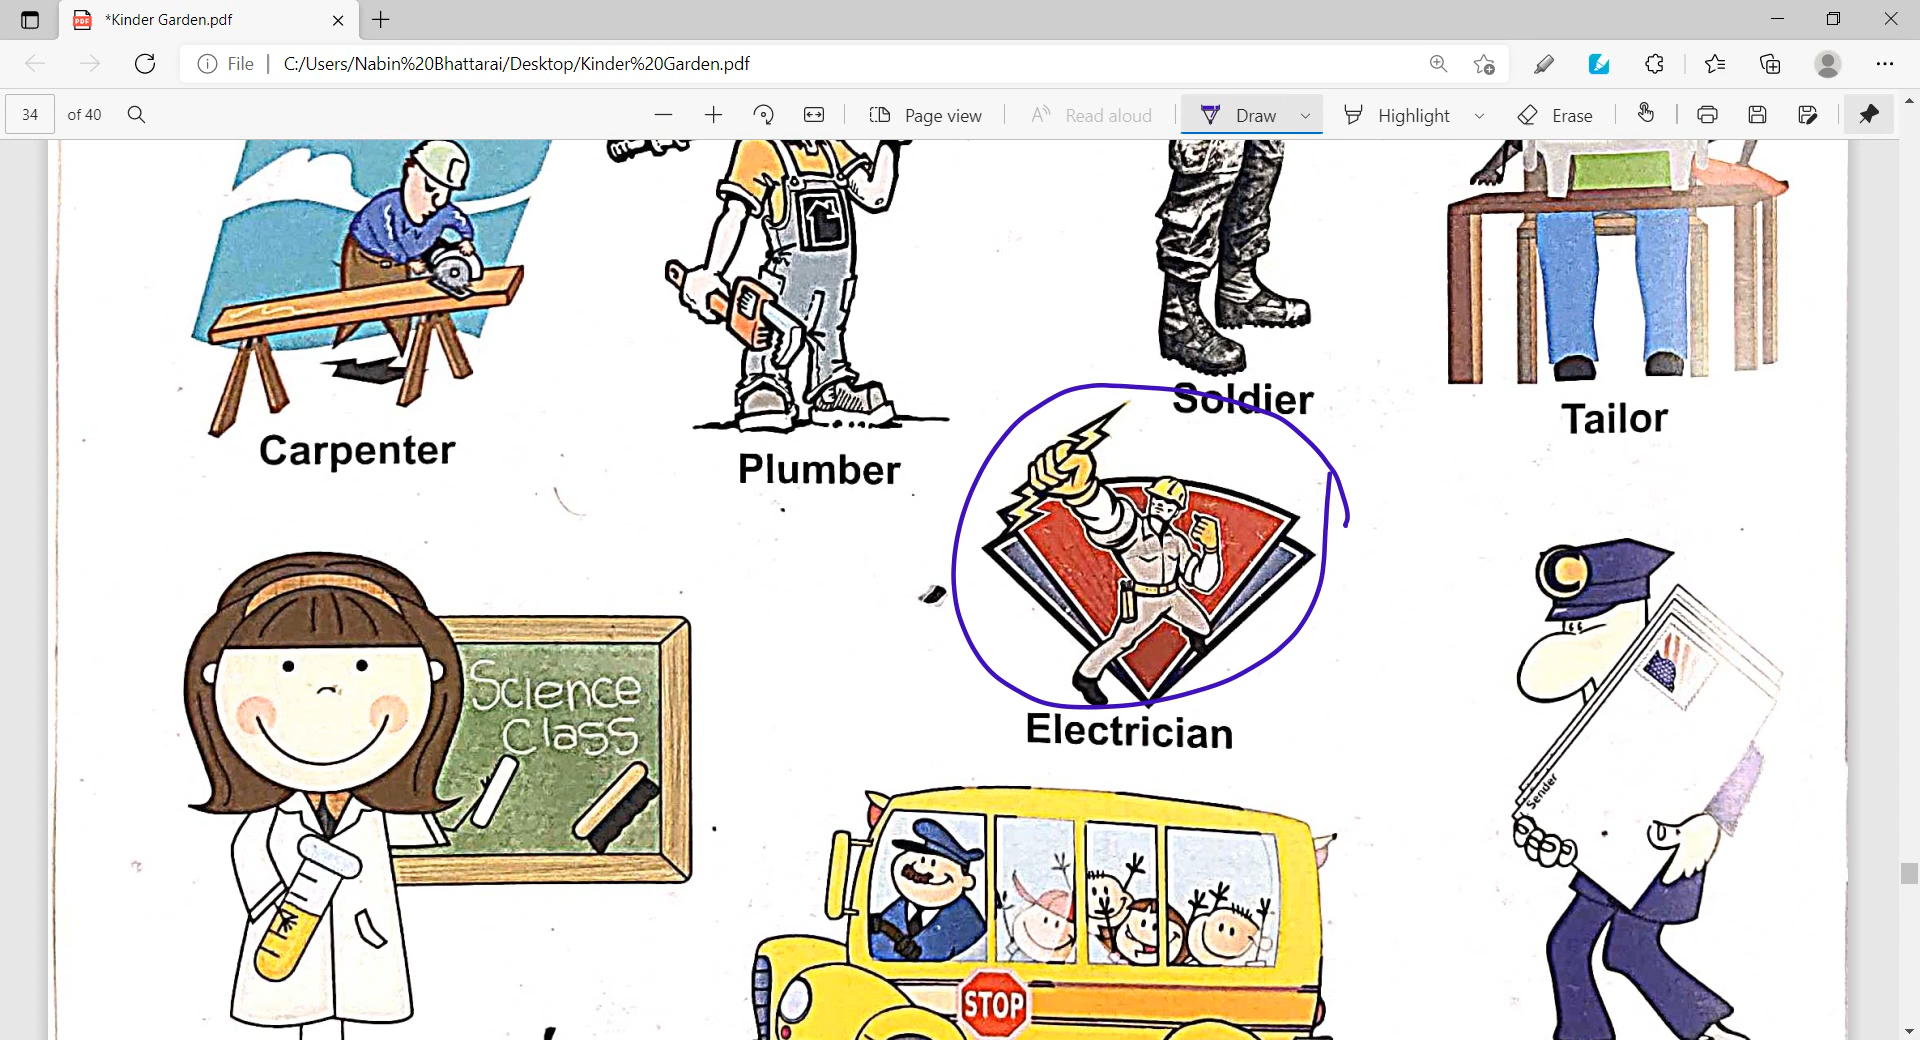 *Kinder Garden.pdf
File C:/Users/Nabin%20Bhattarai/Desktop/Kinder%20Garden.pdf
34 of 40 Page view Read aloud Draw Highlight Erase
Soldier
Tailor
Carpenter
Plumber
Electrician
Science
Class
Sender
STOP